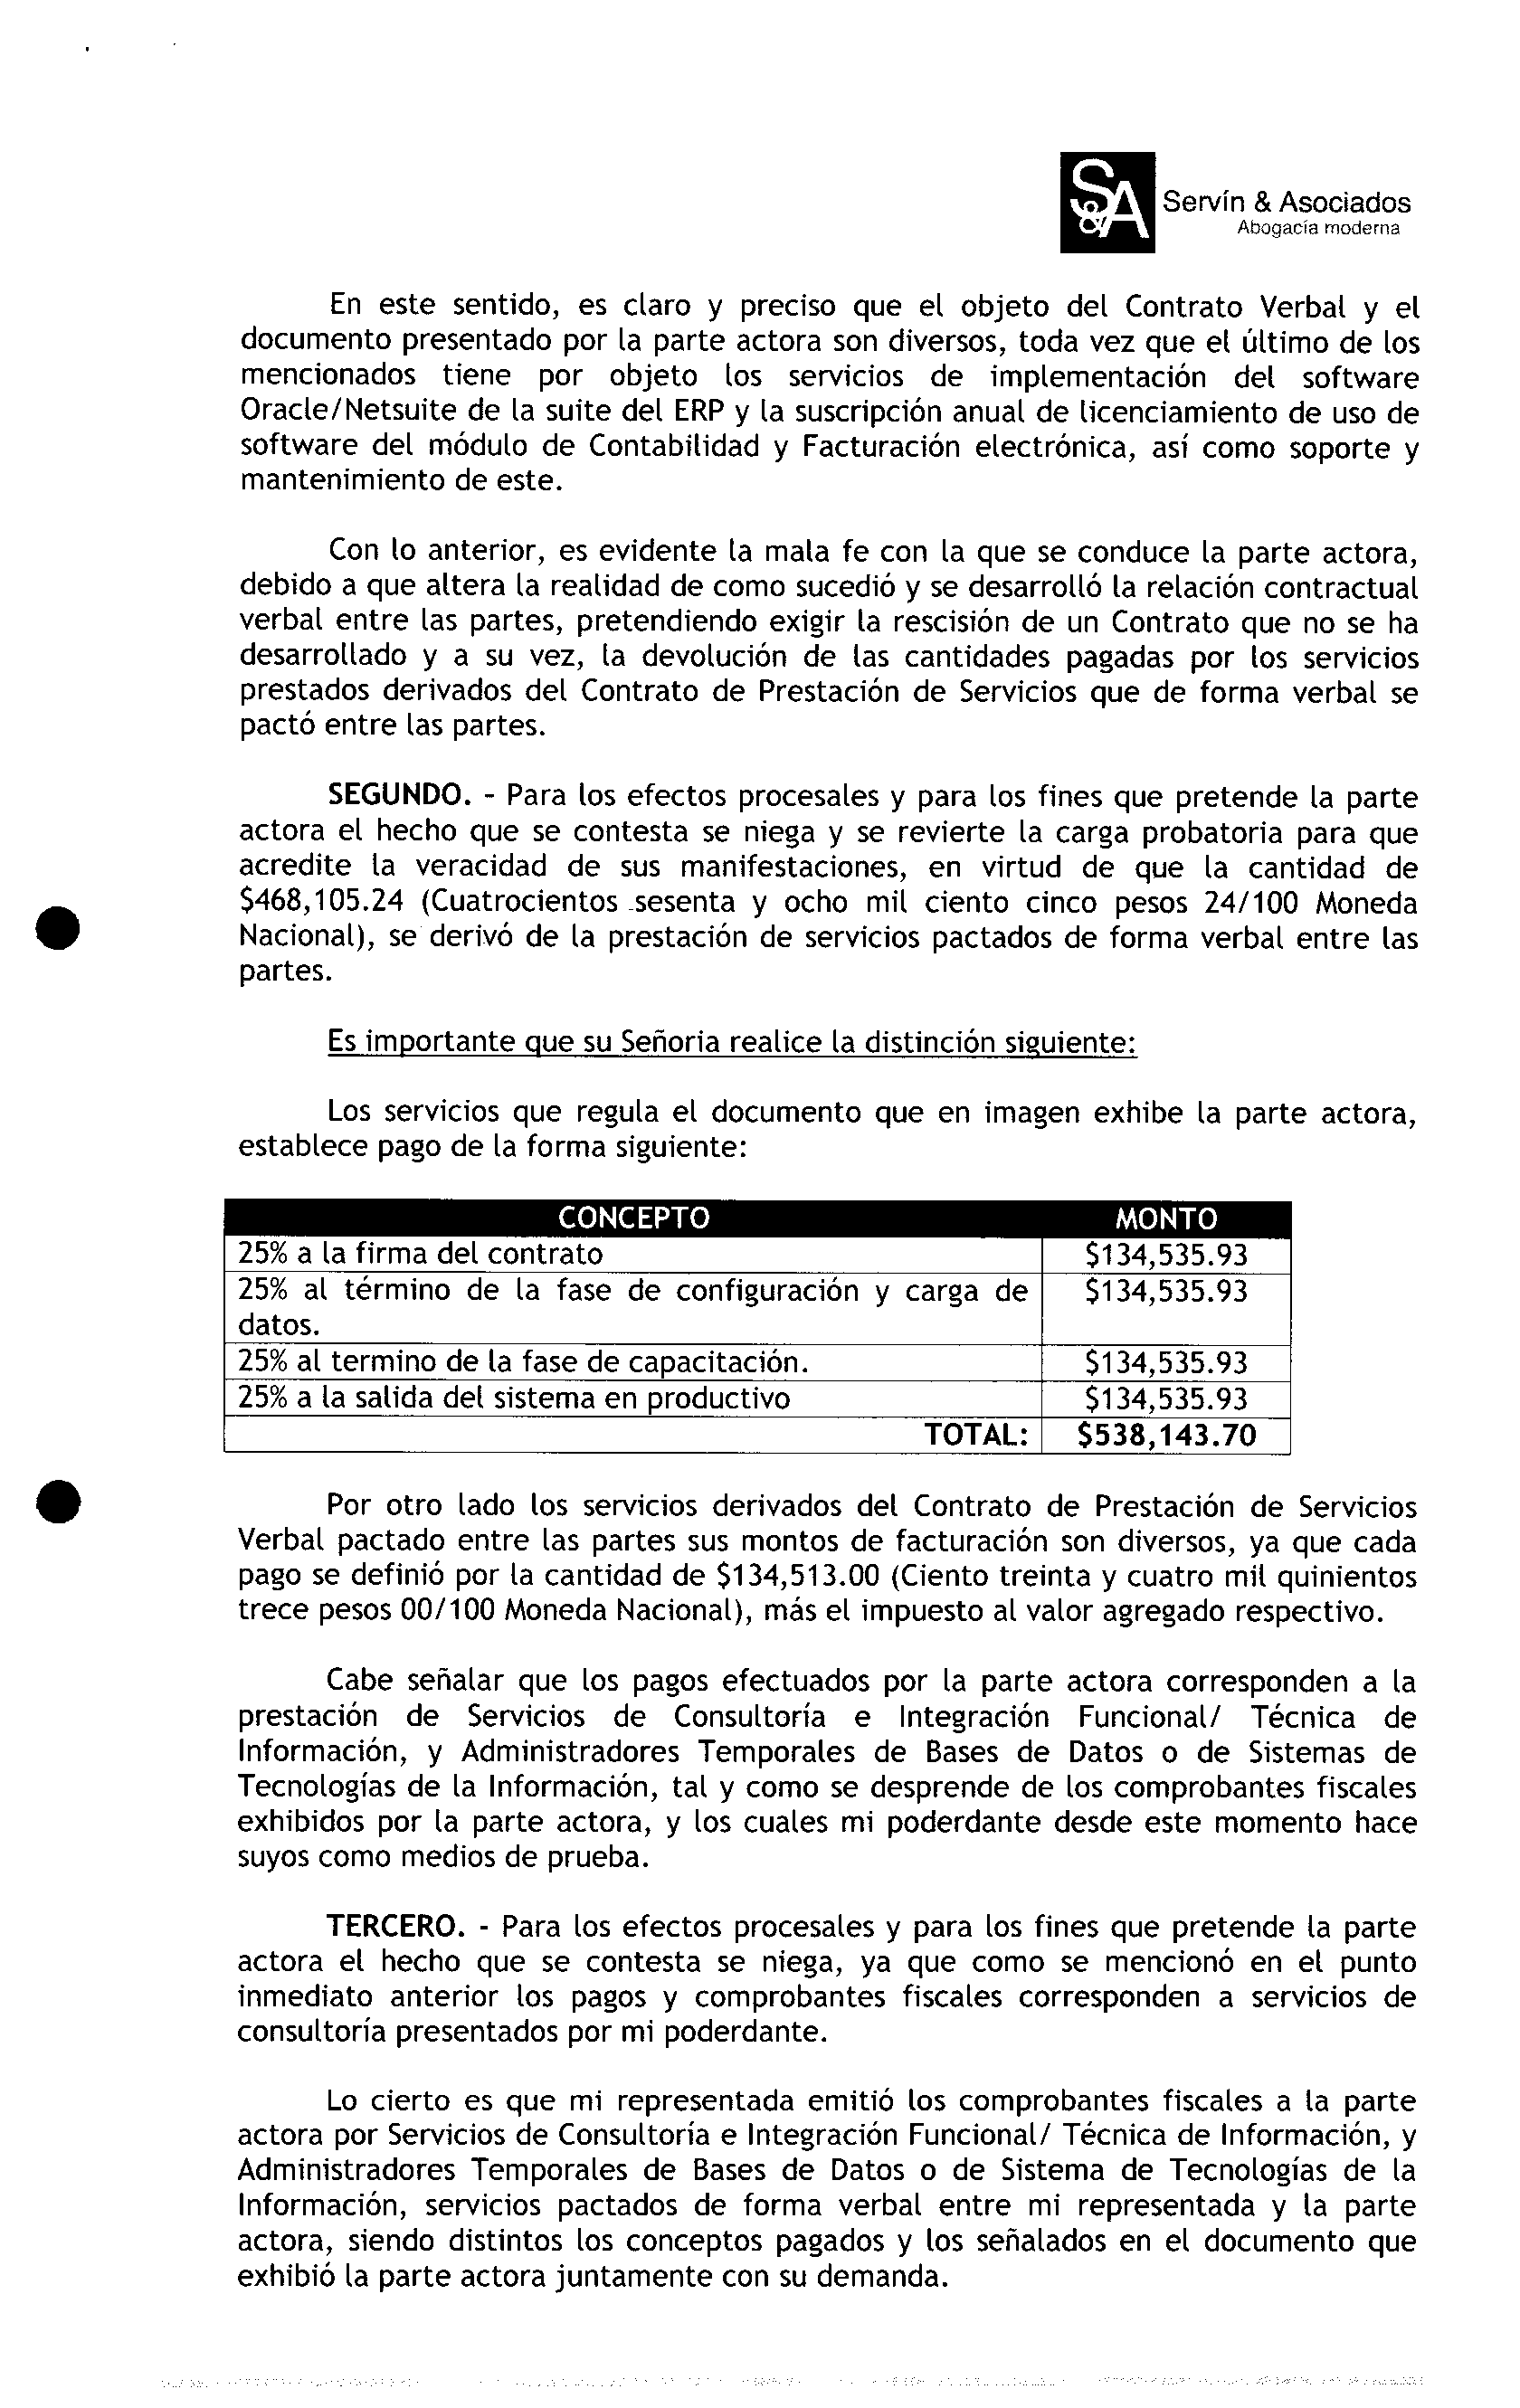 S&A Servín & Asociados
Abogacía moderna
En este sentido, es claro y preciso que el objeto del Contrato Verbal y el
documento presentado por la parte actora son diversos, toda vez que el último de los
mencionados tiene por objeto los servicios de implementación del software
Oracle/Netsuite de la suite del ERP y la suscripción anual de licenciamiento de uso de
software del módulo de Contabilidad y Facturación electrónica, así como soporte y
mantenimiento de este.
Con lo anterior, es evidente la mala fe con la que se conduce la parte actora,
debido a que altera la realidad de como sucedió y se desarrolló la relación contractual
verbal entre las partes, pretendiendo exigir la rescisión de un Contrato que no se ha
desarrollado y a su vez, la devolución de las cantidades pagadas por los servicios
prestados derivados del Contrato de Prestación de Servicios que de forma verbal se
pactó entre las partes.
SEGUNDO. - Para los efectos procesales y para los fines que pretende la parte
actora el hecho que se contesta se niega y se revierte la carga probatoria para que
acredite la veracidad de sus manifestaciones, en virtud de que la cantidad de
$468,105.24 (Cuatrocientos sesenta y ocho mil ciento cinco pesos 24/100 Moneda
Nacional), se derivó de la prestación de servicios pactados de forma verbal entre las
partes.
Es importante que su Señoria realice la distinción siguiente:
Los servicios que regula el documento que en imagen exhibe la parte actora,
establece pago de la forma siguiente:
CONCEPTO MONTO
25% a la firma del contrato $134,535.93
25% al término de la fase de configuración y carga de $134,535.93
datos.
25% al termino de la fase de capacitación. $134,535.93
25% a la salida del sistema en productivo $134,535.93
TOTAL: $538,143.70
Por otro lado los servicios derivados del Contrato de Prestación de Servicios
Verbal pactado entre las partes sus montos de facturación son diversos, ya que cada
pago se definió por la cantidad de $134,513.00 (Ciento treinta y cuatro mil quinientos
trece pesos 00/100 Moneda Nacional), más el impuesto al valor agregado respectivo.
Cabe señalar que los pagos efectuados por la parte actora corresponden a la
prestación de Servicios de Consultoría e Integración Funcional/ Técnica de
Información, y Administradores Temporales de Bases de Datos o de Sistemas de
Tecnologías de la Información, tal y como se desprende de los comprobantes fiscales
exhibidos por la parte actora, y los cuales mi poderdante desde este momento hace
suyos como medios de prueba.
TERCERO. - Para los efectos procesales y para los fines que pretende la parte
actora el hecho que se contesta se niega, ya que como se mencionó en el punto
inmediato anterior los pagos y comprobantes fiscales corresponden a servicios de
consultoría presentados por mi poderdante.
Lo cierto es que mi representada emitió los comprobantes fiscales a la parte
actora por Servicios de Consultoría e Integración Funcional/ Técnica de Información, y
Administradores Temporales de Bases de Datos o de Sistema de Tecnologías de la
Información, servicios pactados de forma verbal entre mi representada y la parte
actora, siendo distintos los conceptos pagados y los señalados en el documento que
exhibió la parte actora juntamente con su demanda.